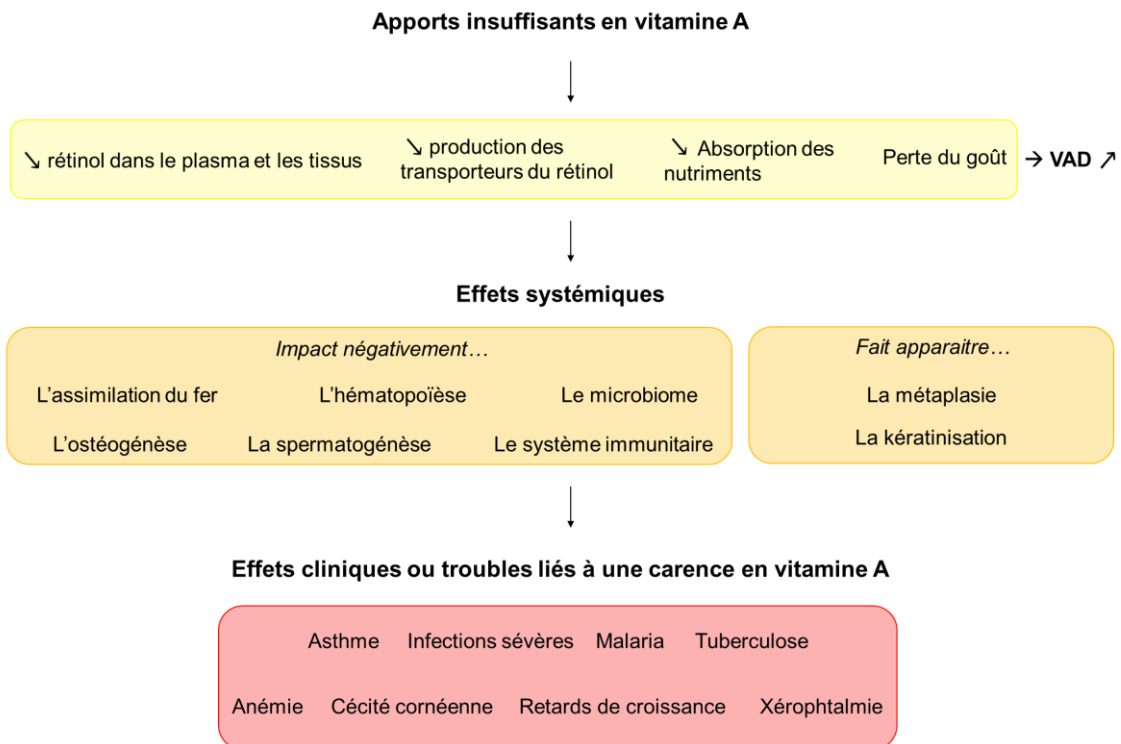 Apports insuffisants en vitamine A
↘ rétinol dans le plasma et les tissus
↘ production des
transporteurs du rétinol
↘ Absorption des
nutriments
Perte du goût
→ VAD ↗
Effets systémiques
Impact négativement…
L'assimilation du fer
L'hématopoïèse
Le microbiome
L'ostéogénèse
La spermatogénèse
Le système immunitaire
Fait apparaitre…
La métaplasie
La kératinisation
Effets cliniques ou troubles liés à une carence en vitamine A
Asthme
Infections sévères
Malaria
Tuberculose
Anémie
Cécité cornéenne
Retards de croissance
Xérophtalmie